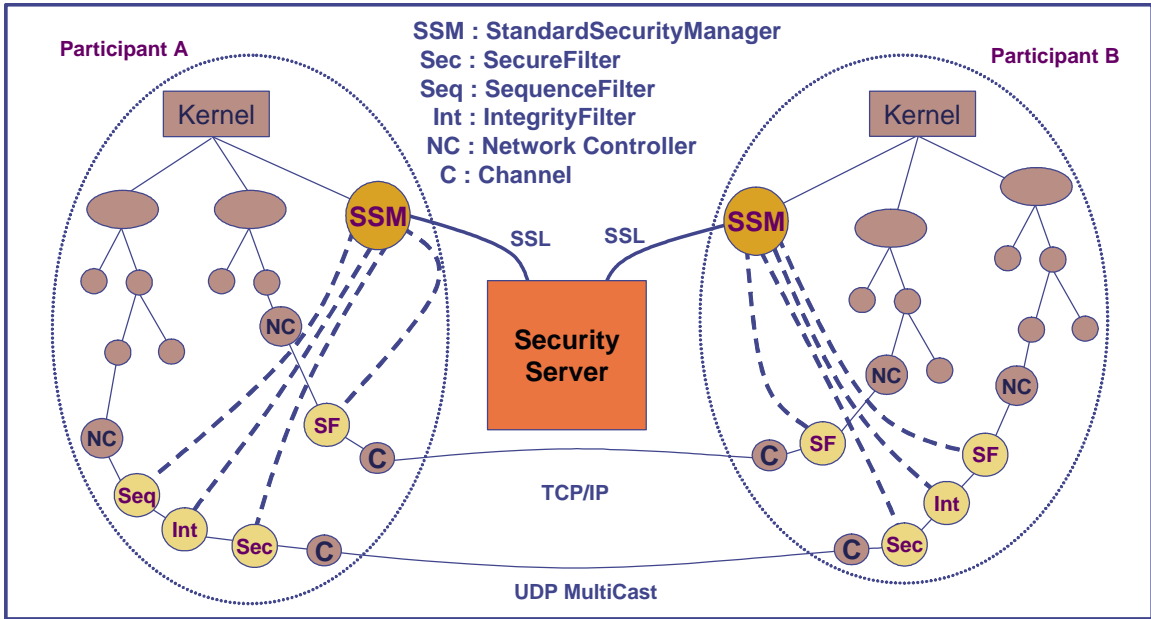 Participant A
SSM : StandardSecurityManager
Sec : SecureFilter
Seq : SequenceFilter
Int : IntegrityFilter
NC : Network Controller
C : Channel
Participant B
Kernel
Kernel
SSM
SSM
SSL
SSL
Security
Server
NC
NC
NC
NC
SF
C
C
SF
SF
TCP/IP
Seq
Int
Int
Sec
C
C
Sec
UDP MultiCast